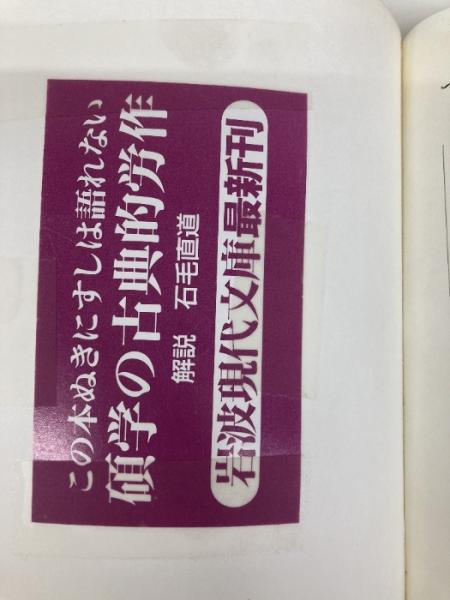 この本ぬきにすしは語れない
碩学の古典的労作
解説 石毛直道
岩波現代文庫最新刊